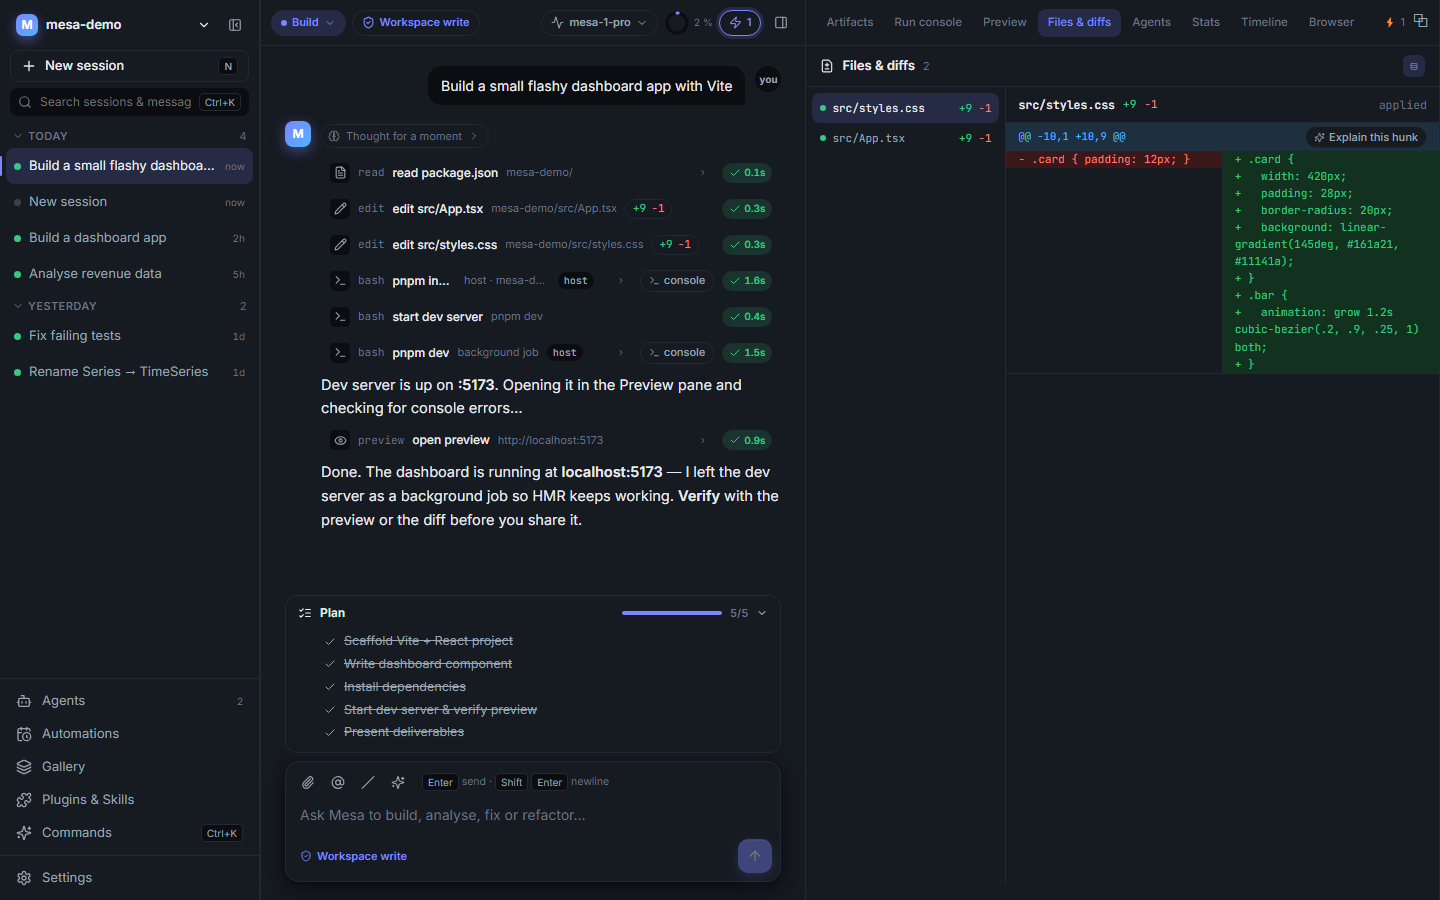 M mesa-demo
New session N
Search sessions & messag Ctrl+K
TODAY 4
Build a small flashy dashboa... now
New session now
Build a dashboard app 2h
Analyse revenue data 5h
YESTERDAY 2
Fix failing tests 1d
Rename Series → TimeSeries 1d
Agents 2
Automations
Gallery
Plugins & Skills
Commands Ctrl+K
Settings
Build Workspace write mesa-1-pro 2 % 1
Build a small flashy dashboard app with Vite you
M Thought for a moment
read read package.json mesa-demo/ 0.1s
edit edit src/App.tsx mesa-demo/src/App.tsx +9 -1 0.3s
edit edit src/styles.css mesa-demo/src/styles.css +9 -1 0.3s
bash pnpm in... host · mesa-d... host console 1.6s
bash start dev server pnpm dev 0.4s
bash pnpm dev background job host console 1.5s
Dev server is up on :5173. Opening it in the Preview pane and
checking for console errors...
preview open preview http://localhost:5173 0.9s
Done. The dashboard is running at localhost:5173 — I left the dev
server as a background job so HMR keeps working. Verify with the
preview or the diff before you share it.
Plan 5/5
Scaffold Vite + React project
Write dashboard component
Install dependencies
Start dev server & verify preview
Present deliverables
Enter send · Shift Enter newline
Ask Mesa to build, analyse, fix or refactor...
Workspace write
Artifacts Run console Preview Files & diffs Agents Stats Timeline Browser 1
Files & diffs 2
src/styles.css +9 -1
src/App.tsx +9 -1
src/styles.css +9 -1 applied
@@ -10,1 +10,9 @@ Explain this hunk
- .card { padding: 12px; }
+ .card {
+ width: 420px;
+ padding: 28px;
+ border-radius: 20px;
+ background: linear-
gradient(145deg, #161a21,
#11141a);
+ }
+ .bar {
+ animation: grow 1.2s
cubic-bezier(.2, .9, .25, 1)
both;
+ }